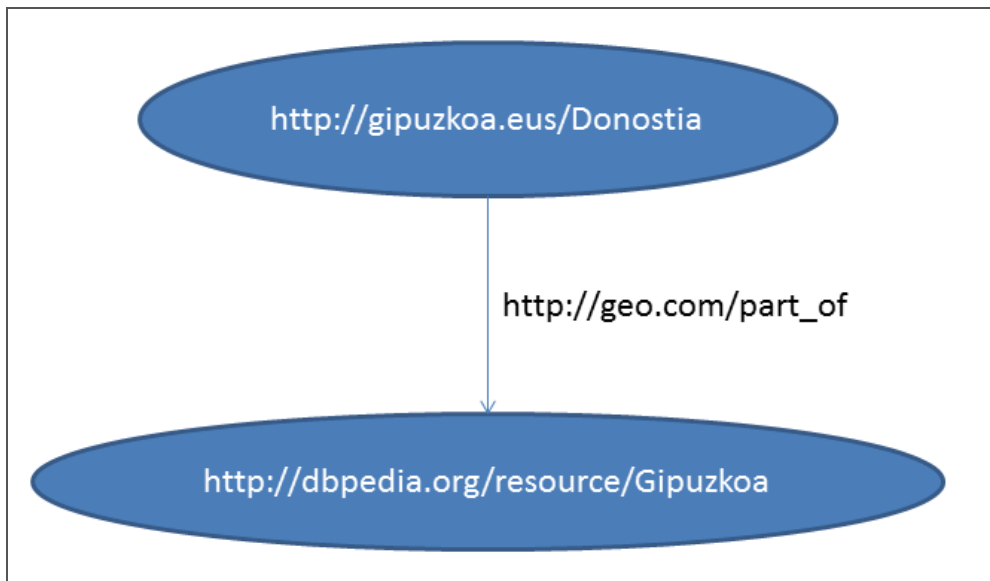 http://gipuzkoa.eus/Donostia
http://geo.com/part_of
http://dbpedia.org/resource/Gipuzkoa